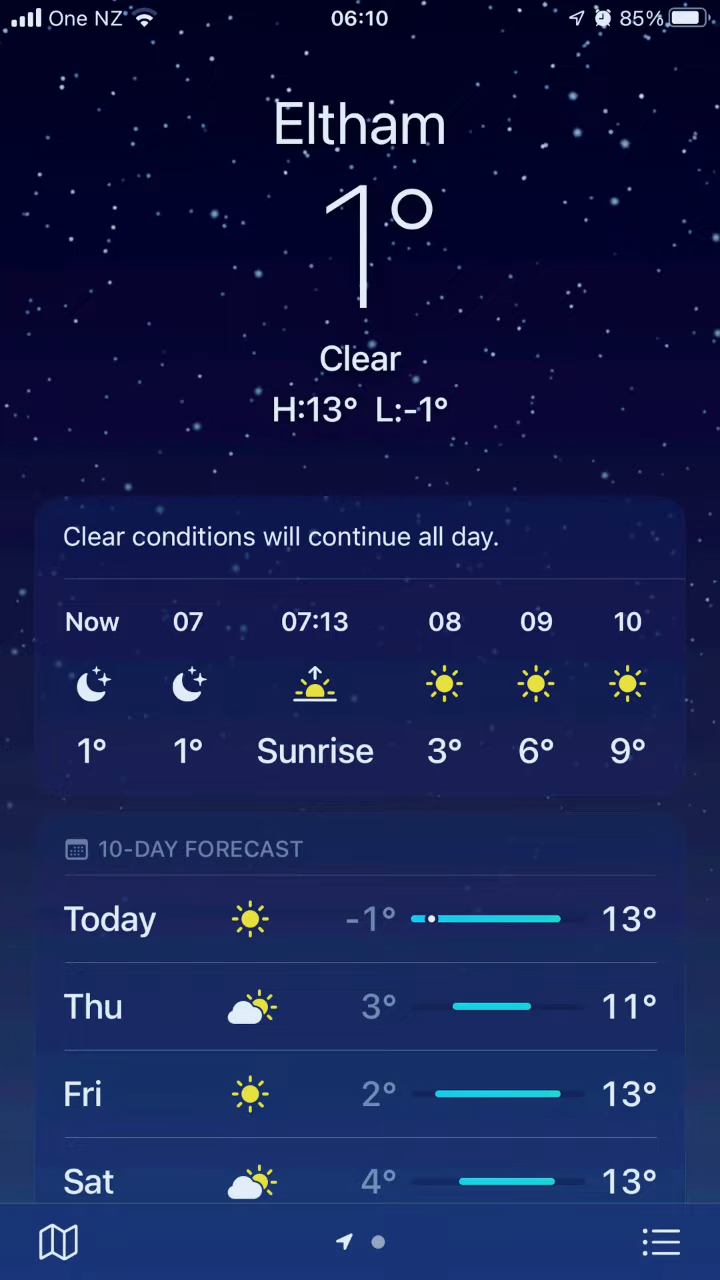 One NZ 06:10 85%
Eltham
1°
Clear
H:13° L:-1°
Clear conditions will continue all day.
Now 07 07:13 08 09 10
1° 1° Sunrise 3° 6° 9°
10-DAY FORECAST
Today -1° 13°
Thu 3° 11°
Fri 2° 13°
Sat 4° 13°